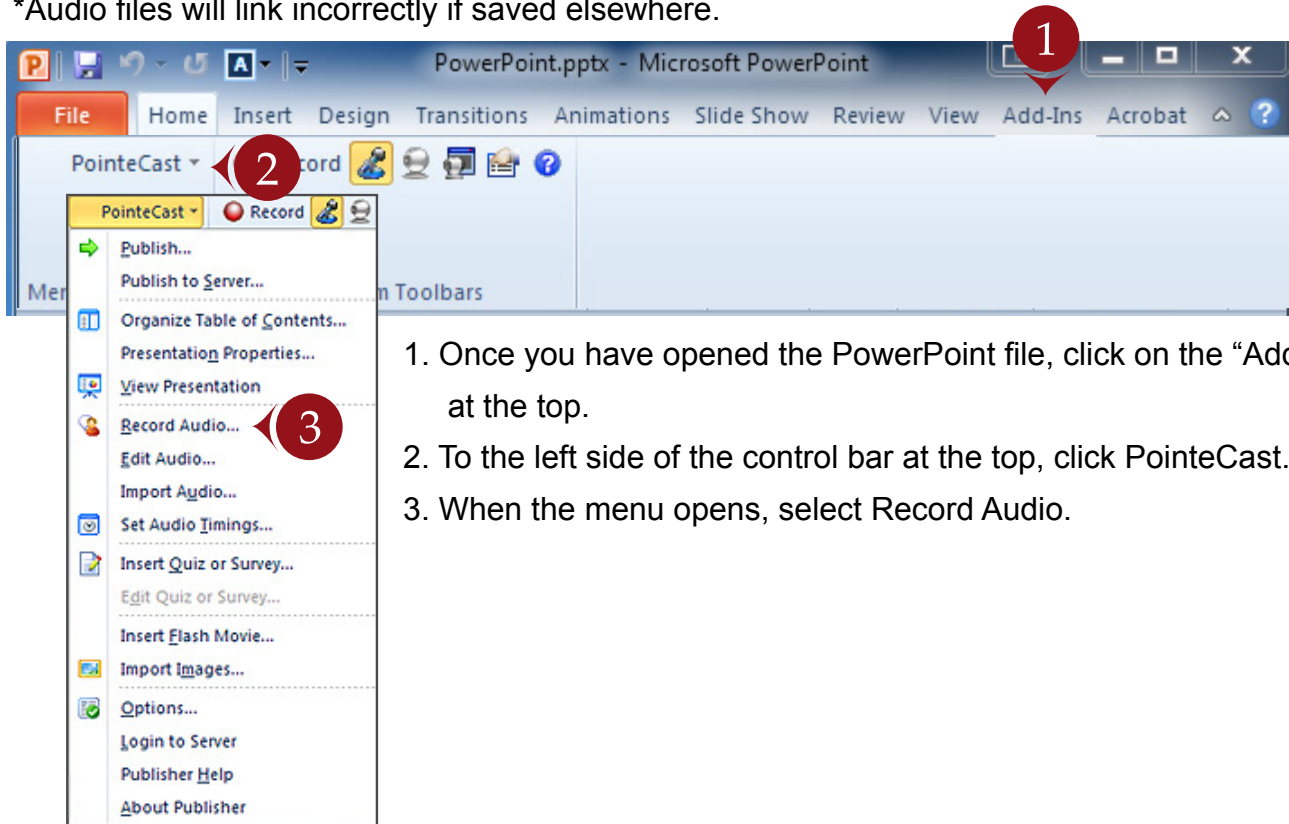 *Audio files will link incorrectly if saved elsewhere.
1
PowerPoint.pptx - Microsoft PowerPoint
File Home Insert Design Transitions Animations Slide Show Review View Add-Ins Acrobat
PointeCast 2
PointeCast Record
Publish...
Publish to Server...
Toolbars
Organize Table of Contents...
Presentation Properties...
View Presentation
Record Audio... 3
Edit Audio...
Import Audio...
Set Audio Timings...
Insert Quiz or Survey...
Edit Quiz or Survey...
Insert Flash Movie...
Import Images...
Options...
Login to Server
Publisher Help
About Publisher
1. Once you have opened the PowerPoint file, click on the “Add
at the top.
2. To the left side of the control bar at the top, click PointeCast.
3. When the menu opens, select Record Audio.